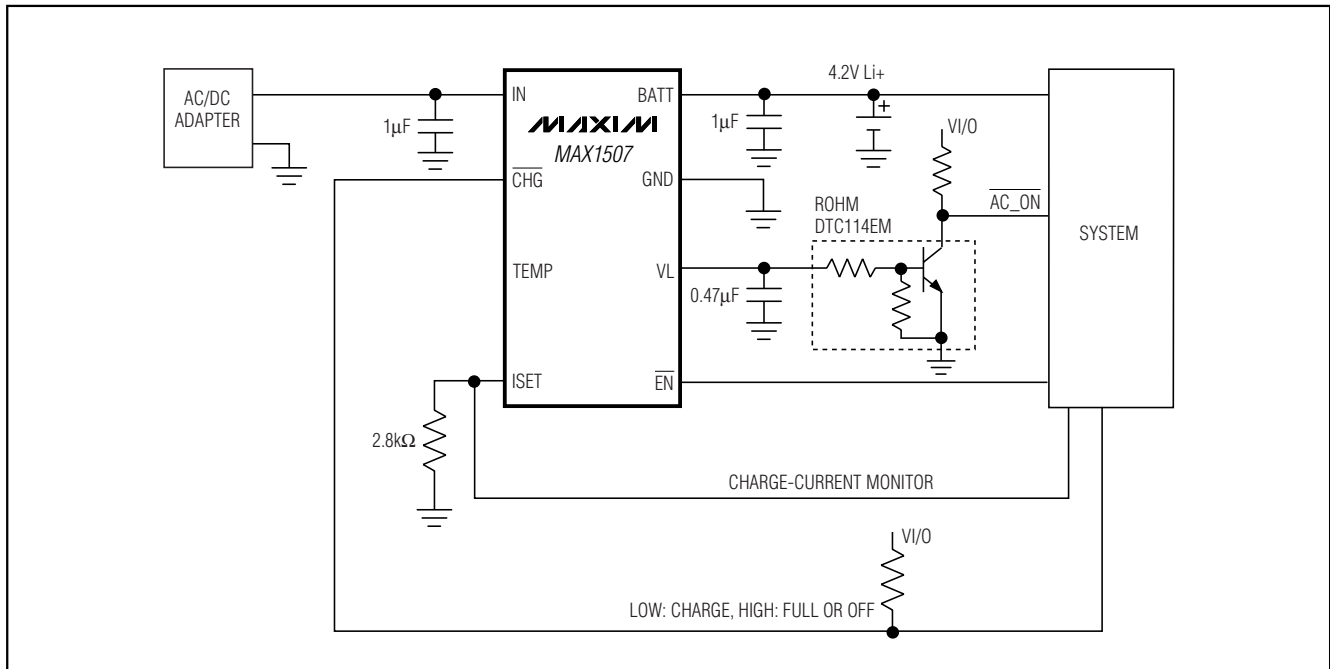 AC/DC
ADAPTER
1µF
IN
BATT
MAXIM
MAX1507
CHG
GND
TEMP
VL
ISET
EN
2.8kΩ
1µF
4.2V Li+
+
VI/O
AC_ON
ROHM
DTC114EM
0.47µF
SYSTEM
CHARGE-CURRENT MONITOR
VI/O
LOW: CHARGE, HIGH: FULL OR OFF